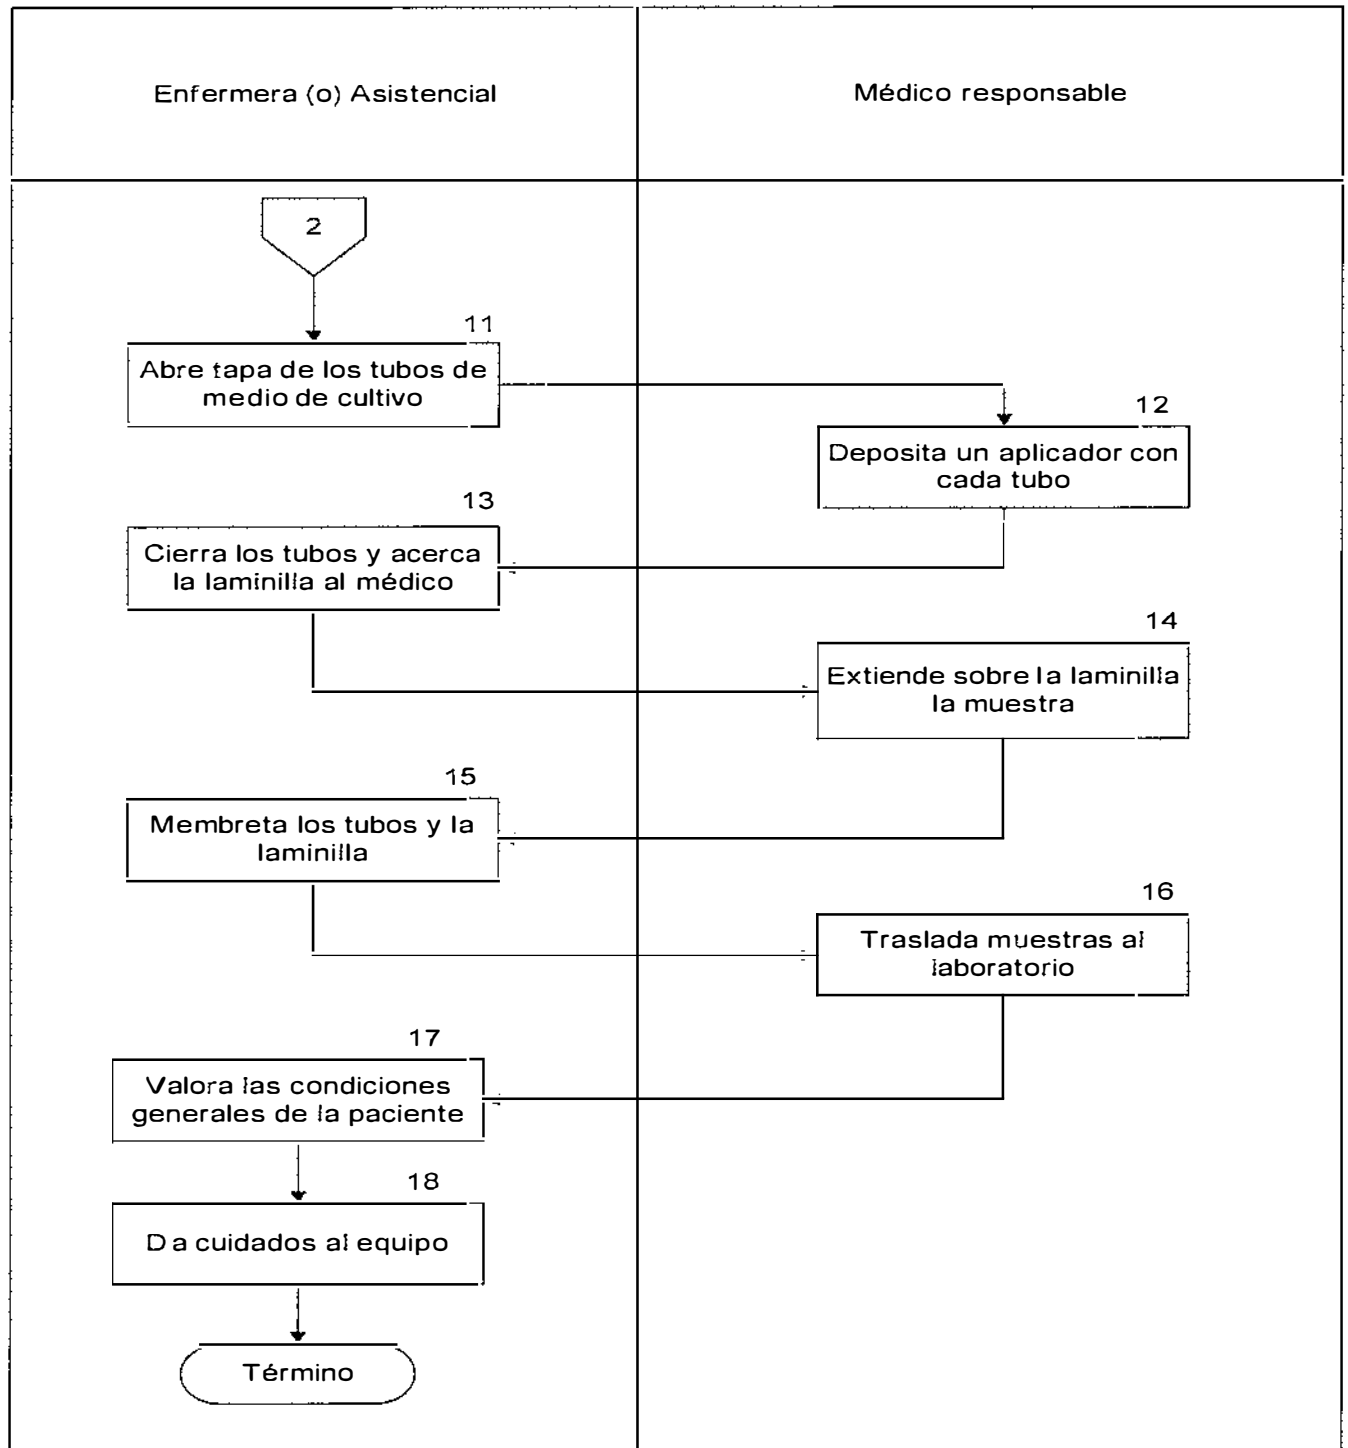 Enfermera (o) Asistencial
Médico responsable
2
11
Abre tapa de los tubos de
medio de cultivo
12
Deposita un aplicador con
cada tubo
13
Cierra los tubos y acerca
la laminilla al médico
14
Extiende sobre la laminilla
la muestra
15
Membreta los tubos y la
laminilla
16
Traslada muestras al
laboratorio
17
Valora las condiciones
generales de la paciente
18
Da cuidados al equipo
Término